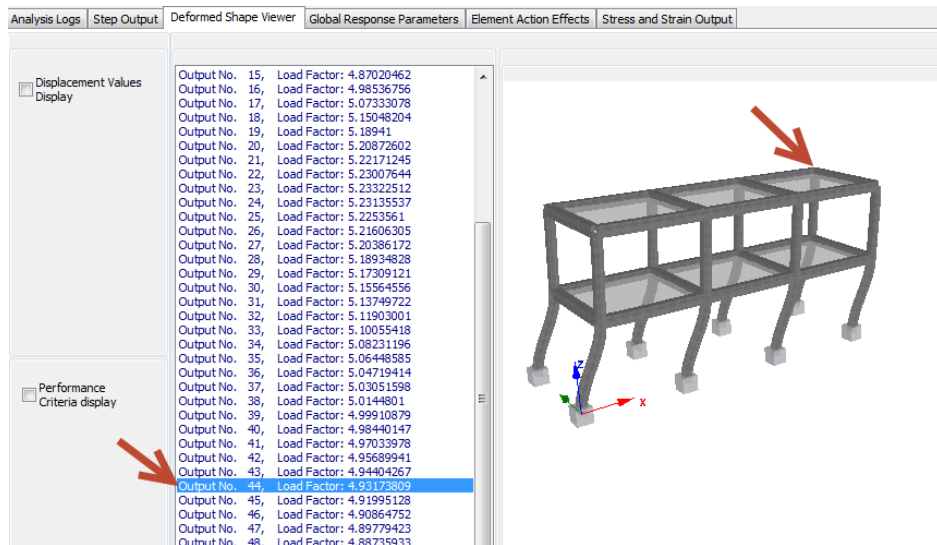 Analysis Logs Step Output Deformed Shape Viewer Global Response Parameters Element Action Effects Stress and Strain Output
Displacement Values
Display
Output No. 15, Load Factor: 4.87020462
Output No. 16, Load Factor: 4.98536756
Output No. 17, Load Factor: 5.07333078
Output No. 18, Load Factor: 5.15048204
Output No. 19, Load Factor: 5.18941
Output No. 20, Load Factor: 5.20872602
Output No. 21, Load Factor: 5.22171245
Output No. 22, Load Factor: 5.23007644
Output No. 23, Load Factor: 5.23322512
Output No. 24, Load Factor: 5.23135537
Output No. 25, Load Factor: 5.2253561
Output No. 26, Load Factor: 5.21606305
Output No. 27, Load Factor: 5.20386172
Output No. 28, Load Factor: 5.18934828
Output No. 29, Load Factor: 5.17309121
Output No. 30, Load Factor: 5.15564556
Output No. 31, Load Factor: 5.13749722
Output No. 32, Load Factor: 5.11903001
Output No. 33, Load Factor: 5.10055418
Output No. 34, Load Factor: 5.08231196
Output No. 35, Load Factor: 5.06448585
Output No. 36, Load Factor: 5.04719414
Output No. 37, Load Factor: 5.03051598
Output No. 38, Load Factor: 5.0144801
Output No. 39, Load Factor: 4.99910879
Output No. 40, Load Factor: 4.98440147
Output No. 41, Load Factor: 4.97033978
Output No. 42, Load Factor: 4.95689941
Output No. 43, Load Factor: 4.94404267
Output No. 44, Load Factor: 4.93173809
Output No. 45, Load Factor: 4.91995128
Output No. 46, Load Factor: 4.90864752
Output No. 47, Load Factor: 4.89779423
Output No. 48, Load Factor: 4.88735933
Performance
Criteria display
z
x